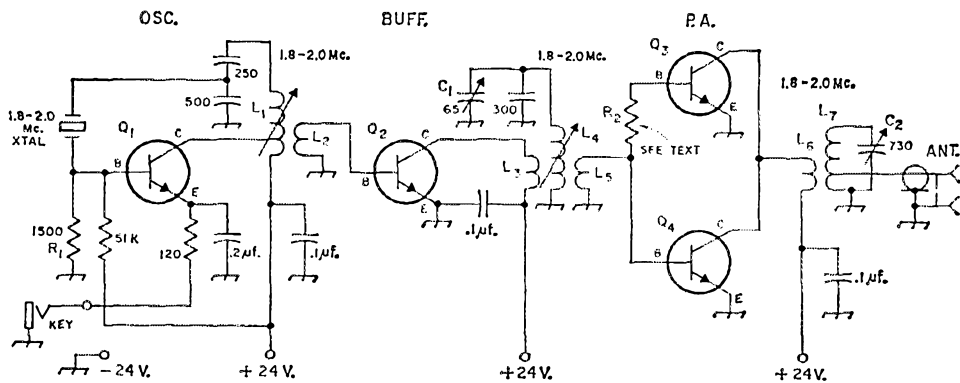 OSC.
BUFF.
P.A.
Q3
C
B
E
R2
SEE TEXT
Q4
C
B
E
250
500
1.8-2.0 Mc.
L1
L2
1.8-2.0
Mc.
XTAL
Q1
C
B
E
1500
R1
51K
120
.2µf.
.1µf.
KEY
-24V.
+24V.
C1
65
300
1.8-2.0 Mc.
Q2
C
B
E
L3
L4
L5
.1µf.
+24V.
1.8-2.0 Mc.
L6
L7
C2
730
ANT.
.1µf.
+24V.